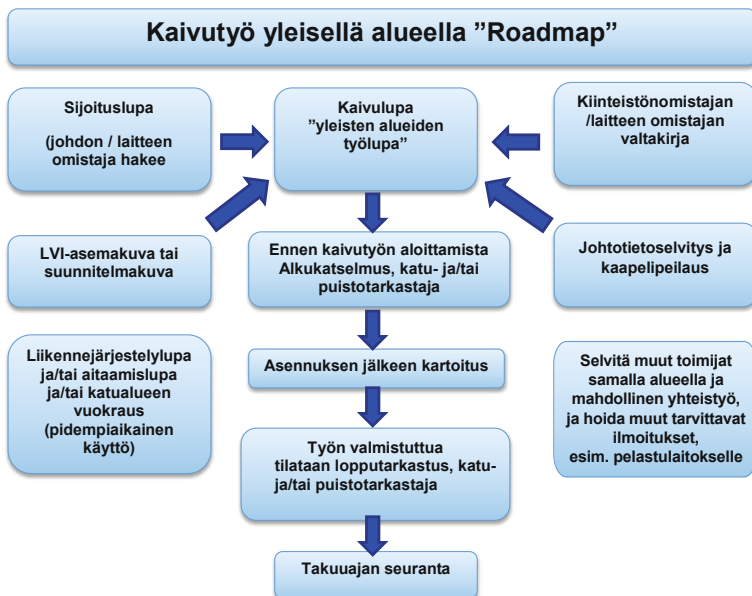 Kaivutyö yleisellä alueella ”Roadmap”
Sijoituslupa
(johdon / laitteen
omistaja hakee
Kaivulupa
”yleisten alueiden
työlupa”
Kiinteistönomistajan
/laitteen omistajan
valtakirja
LVI-asemakuva tai
suunnitelmakuva
Ennen kaivutyön aloittamista
Alkukatselmus, katu- ja/tai
puistotarkastaja
Johtotietoselvitys ja
kaapelipeilaus
Liikennejärjestelylupa
ja/tai aitaamislupa
ja/tai katualueen
vuokraus
(pidempiaikainen
käyttö)
Asennuksen jälkeen kartoitus
Selvitä muut toimijat
samalla alueella ja
mahdollinen yhteistyö,
ja hoida muut tarvittavat
ilmoitukset,
esim. pelastulaitokselle
Työn valmistuttua
tilataan lopputarkastus, katu-
ja/tai puistotarkastaja
Takuuajan seuranta